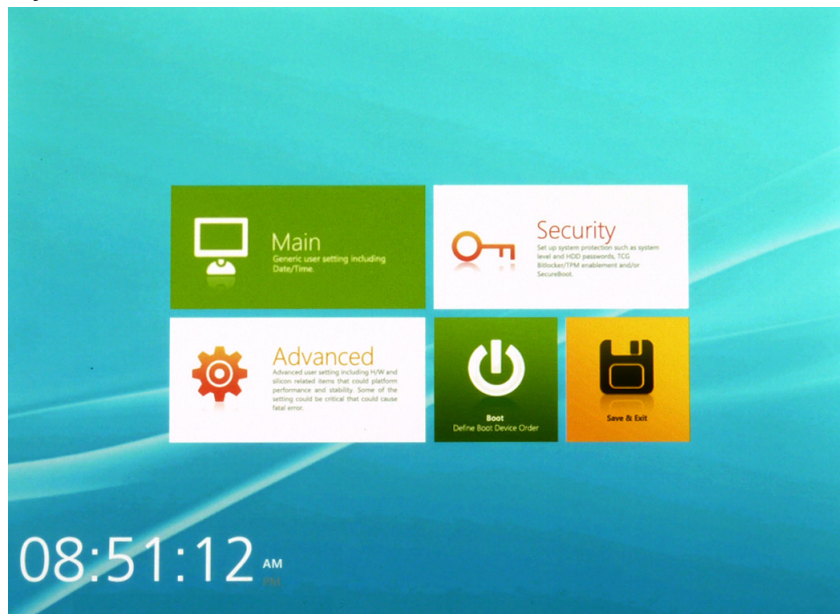 Main
Generic user setting including
Date/Time.
Security
Set up system protection such as system
level and HDD passwords, TCG
Bitlocker/TPM enablement and/or
SecureBoot.
Advanced
Advanced user setting including H/W and
silicon related items that could platform
performance and stability. Some of the
setting could be critical that could cause
fatal error.
Boot
Define Boot Device Order
Save & Exit
08:51:12 AM
PM